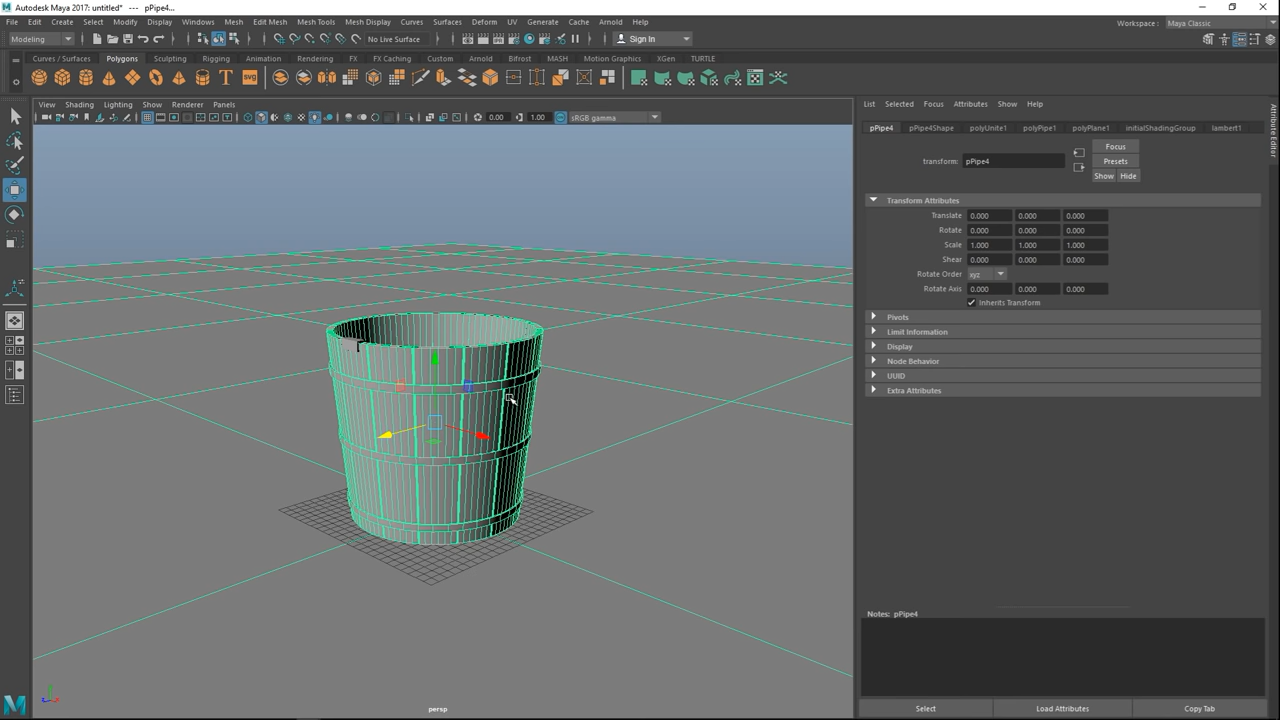 Autodesk Maya 2017: untitled* --- pPipe4...
File Edit Create Select Modify Display Windows Mesh Edit Mesh Mesh Tools Mesh Display Curves Surfaces Deform UV Generate Cache Arnold Help
Workspace : Maya Classic
Modeling No Live Surface Sign In
Curves / Surfaces Polygons Sculpting Rigging Animation Rendering FX FX Caching Custom Arnold Bifrost MASH Motion Graphics XGen TURTLE
SVG
View Shading Lighting Show Renderer Panels
0.00 1.00 sRGB gamma
List Selected Focus Attributes Show Help
pPipe4 pPipe4Shape polyUnite1 polyPipe1 polyPlane1 initialShadingGroup lambert1
transform: pPipe4
Focus
Presets
Show Hide
Transform Attributes
Translate 0.000 0.000 0.000
Rotate 0.000 0.000 0.000
Scale 1.000 1.000 1.000
Shear 0.000 0.000 0.000
Rotate Order xyz
Rotate Axis 0.000 0.000 0.000
Inherits Transform
Pivots
Limit Information
Display
Node Behavior
UUID
Extra Attributes
Notes: pPipe4
Select Load Attributes Copy Tab
persp
Attribute Editor